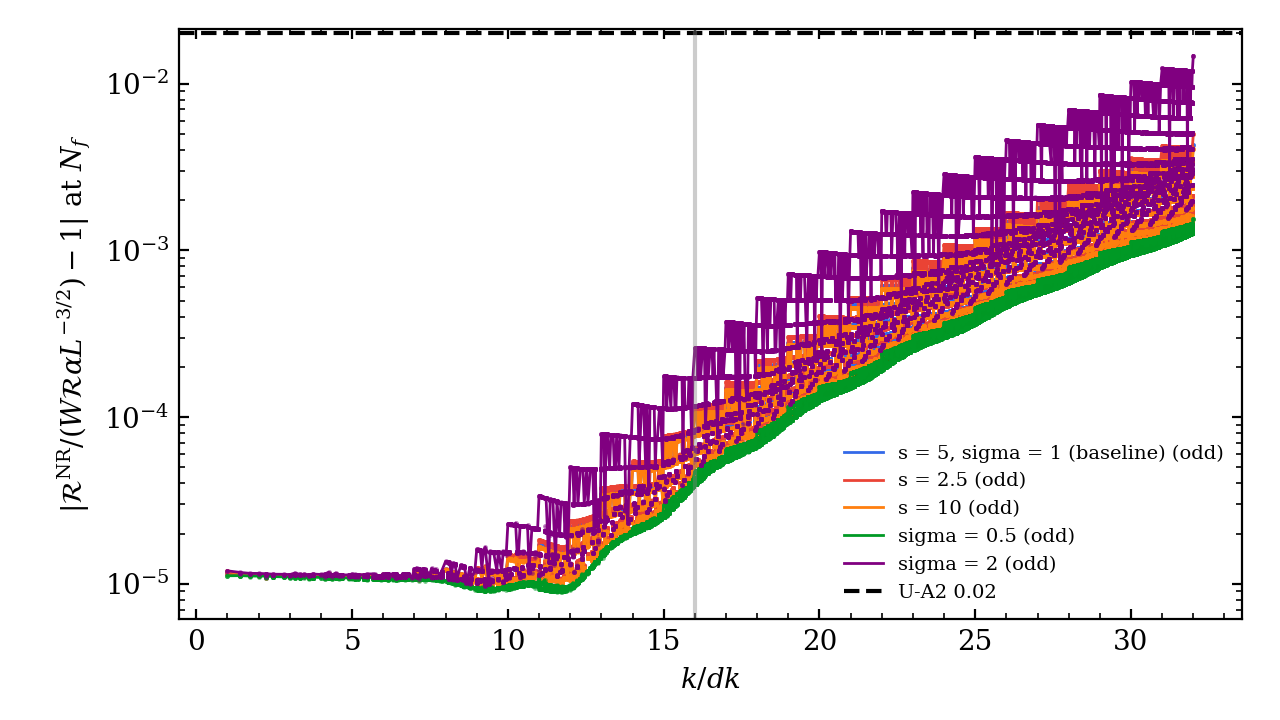 |𝓡^NR/(W𝓡dL^−3/2) − 1| at N_f
10^−2
10^−3
10^−4
10^−5
s = 5, sigma = 1 (baseline) (odd)
s = 2.5 (odd)
s = 10 (odd)
sigma = 0.5 (odd)
sigma = 2 (odd)
U-A2 0.02
0 5 10 15 20 25 30
k/dk